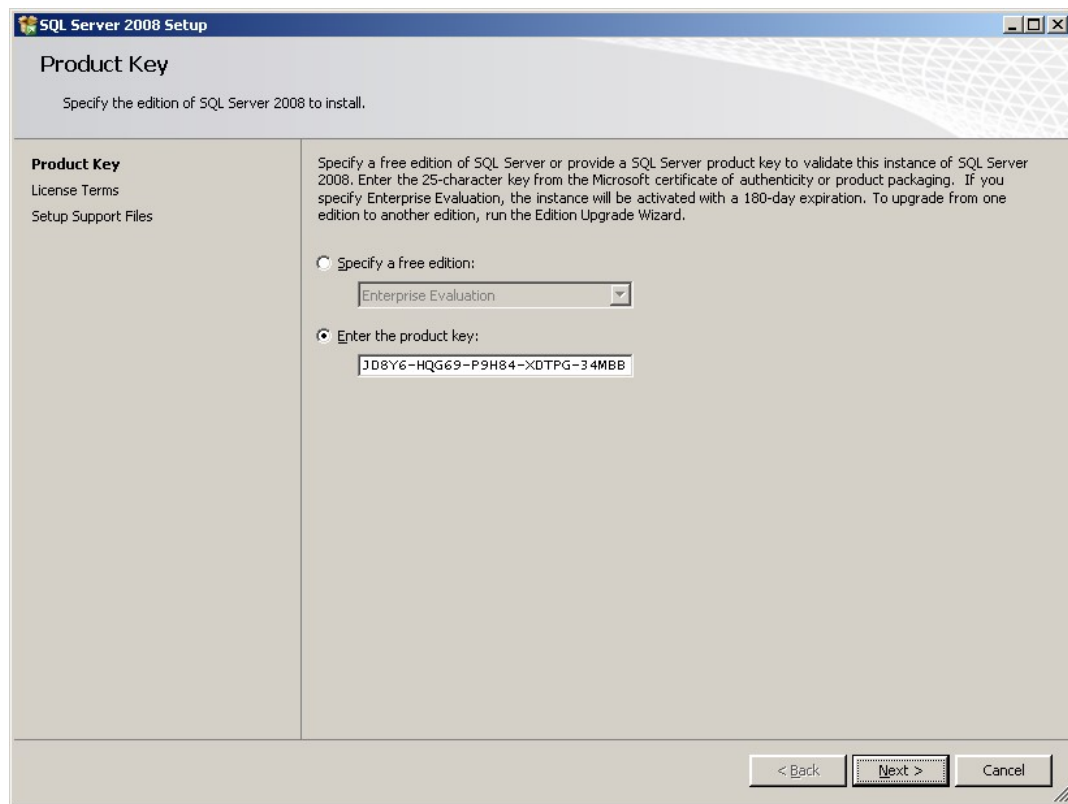 SQL Server 2008 Setup
Product Key
Specify the edition of SQL Server 2008 to install.
Product Key
License Terms
Setup Support Files
Specify a free edition of SQL Server or provide a SQL Server product key to validate this instance of SQL Server
2008. Enter the 25-character key from the Microsoft certificate of authenticity or product packaging. If you
specify Enterprise Evaluation, the instance will be activated with a 180-day expiration. To upgrade from one
edition to another edition, run the Edition Upgrade Wizard.
Specify a free edition:
Enterprise Evaluation
Enter the product key:
JD8Y6-HQG69-P9H84-XDTPG-34MBB
< Back
Next >
Cancel